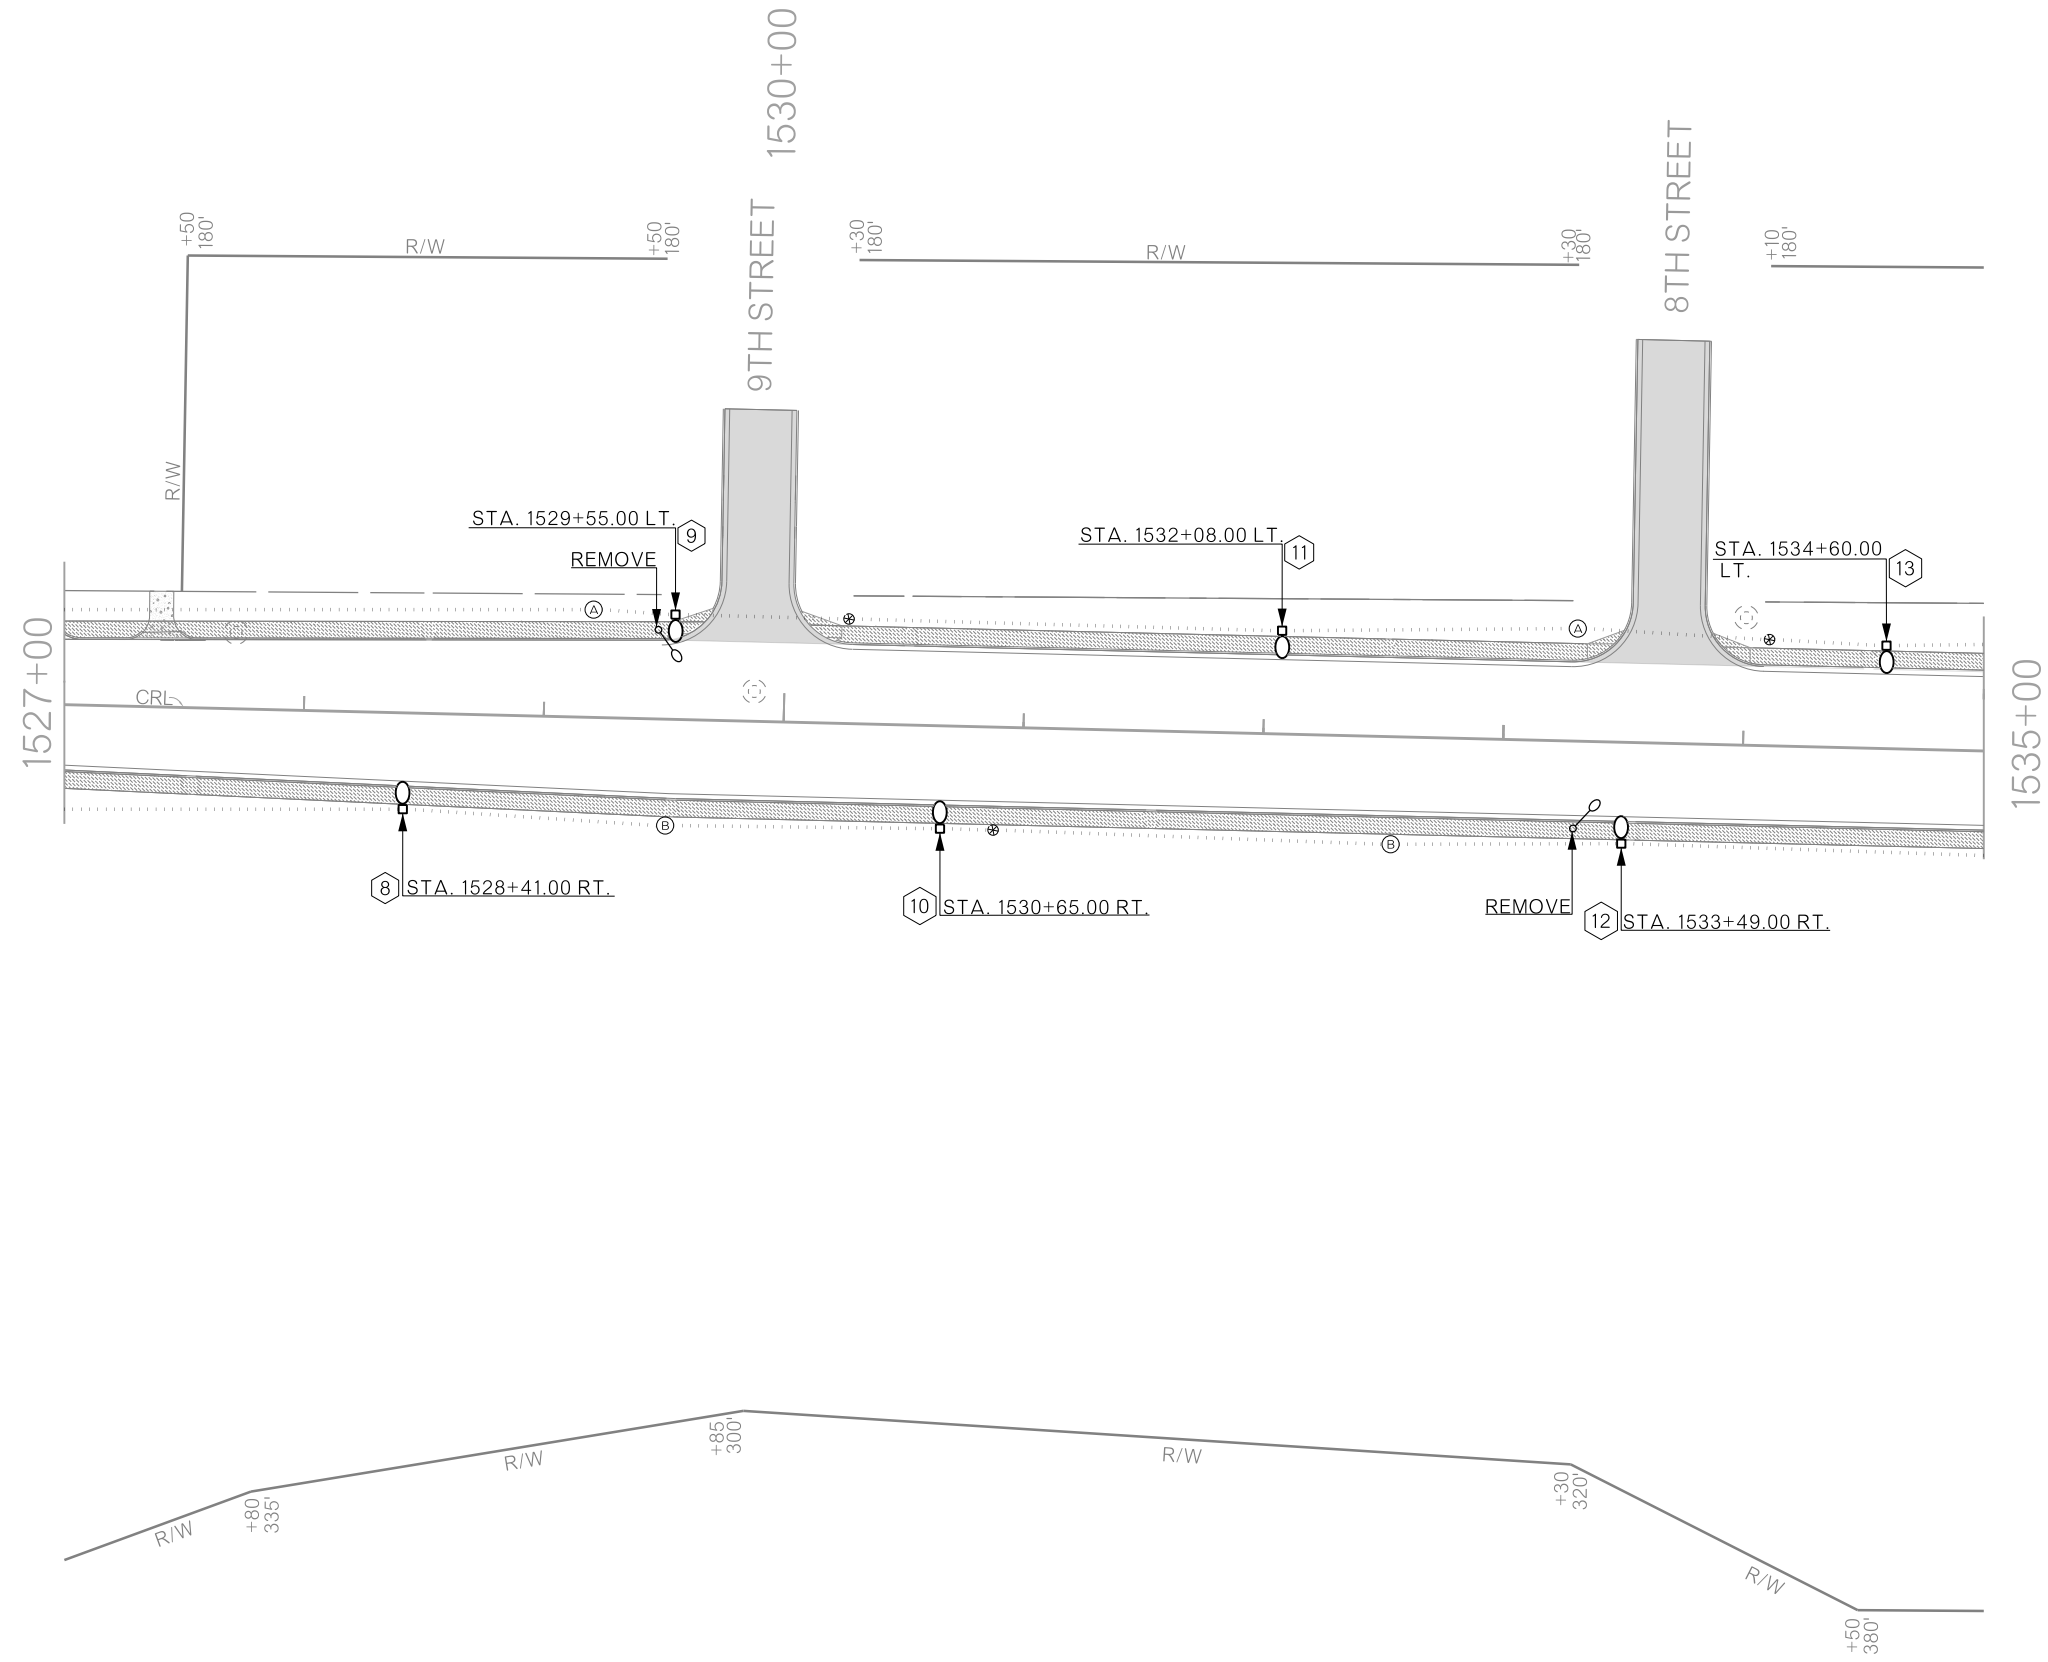 1530+00
8TH STREET
9TH STREET
+50
180'
R/W
+50
180'
+30
180'
R/W
+30
180'
+10
180'
R/W
STA. 1529+55.00 LT.
9
REMOVE
STA. 1532+08.00 LT.
11
STA. 1534+60.00
LT.
13
A
A
1527+00
CRL
1535+00
B
B
8
STA. 1528+41.00 RT.
10
STA. 1530+65.00 RT.
REMOVE
12
STA. 1533+49.00 RT.
+85
300'
R/W
R/W
+80
335'
R/W
+30
320'
R/W
+50
380'